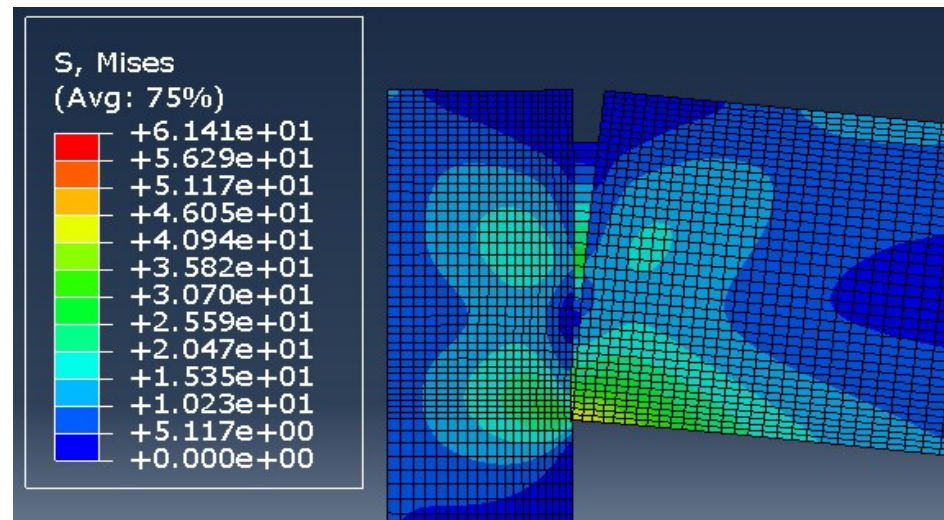 S, Mises
(Avg: 75%)
+6.141e+01
+5.629e+01
+5.117e+01
+4.605e+01
+4.094e+01
+3.582e+01
+3.070e+01
+2.559e+01
+2.047e+01
+1.535e+01
+1.023e+01
+5.117e+00
+0.000e+00